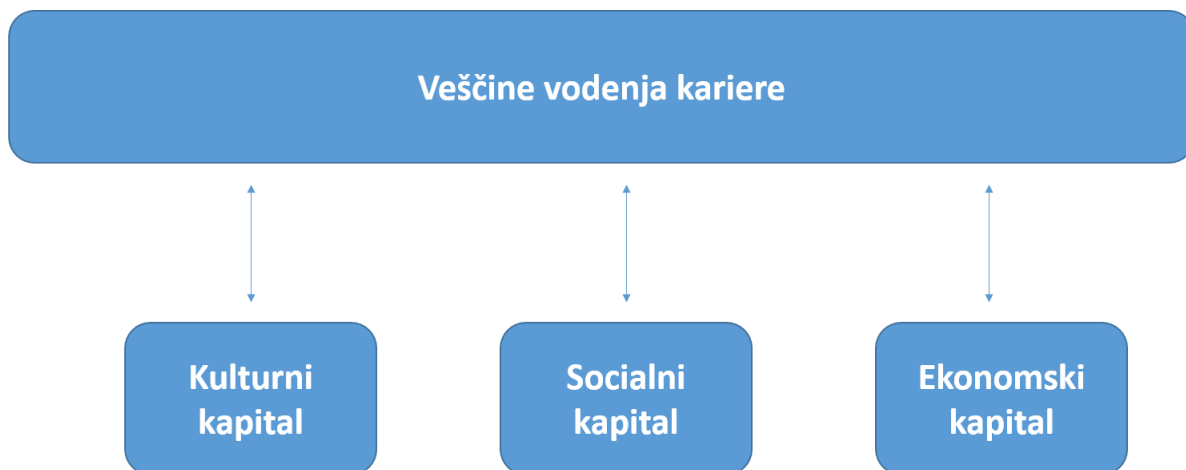 Veščine vodenja kariere
Kulturni
kapital
Socialni
kapital
Ekonomski
kapital